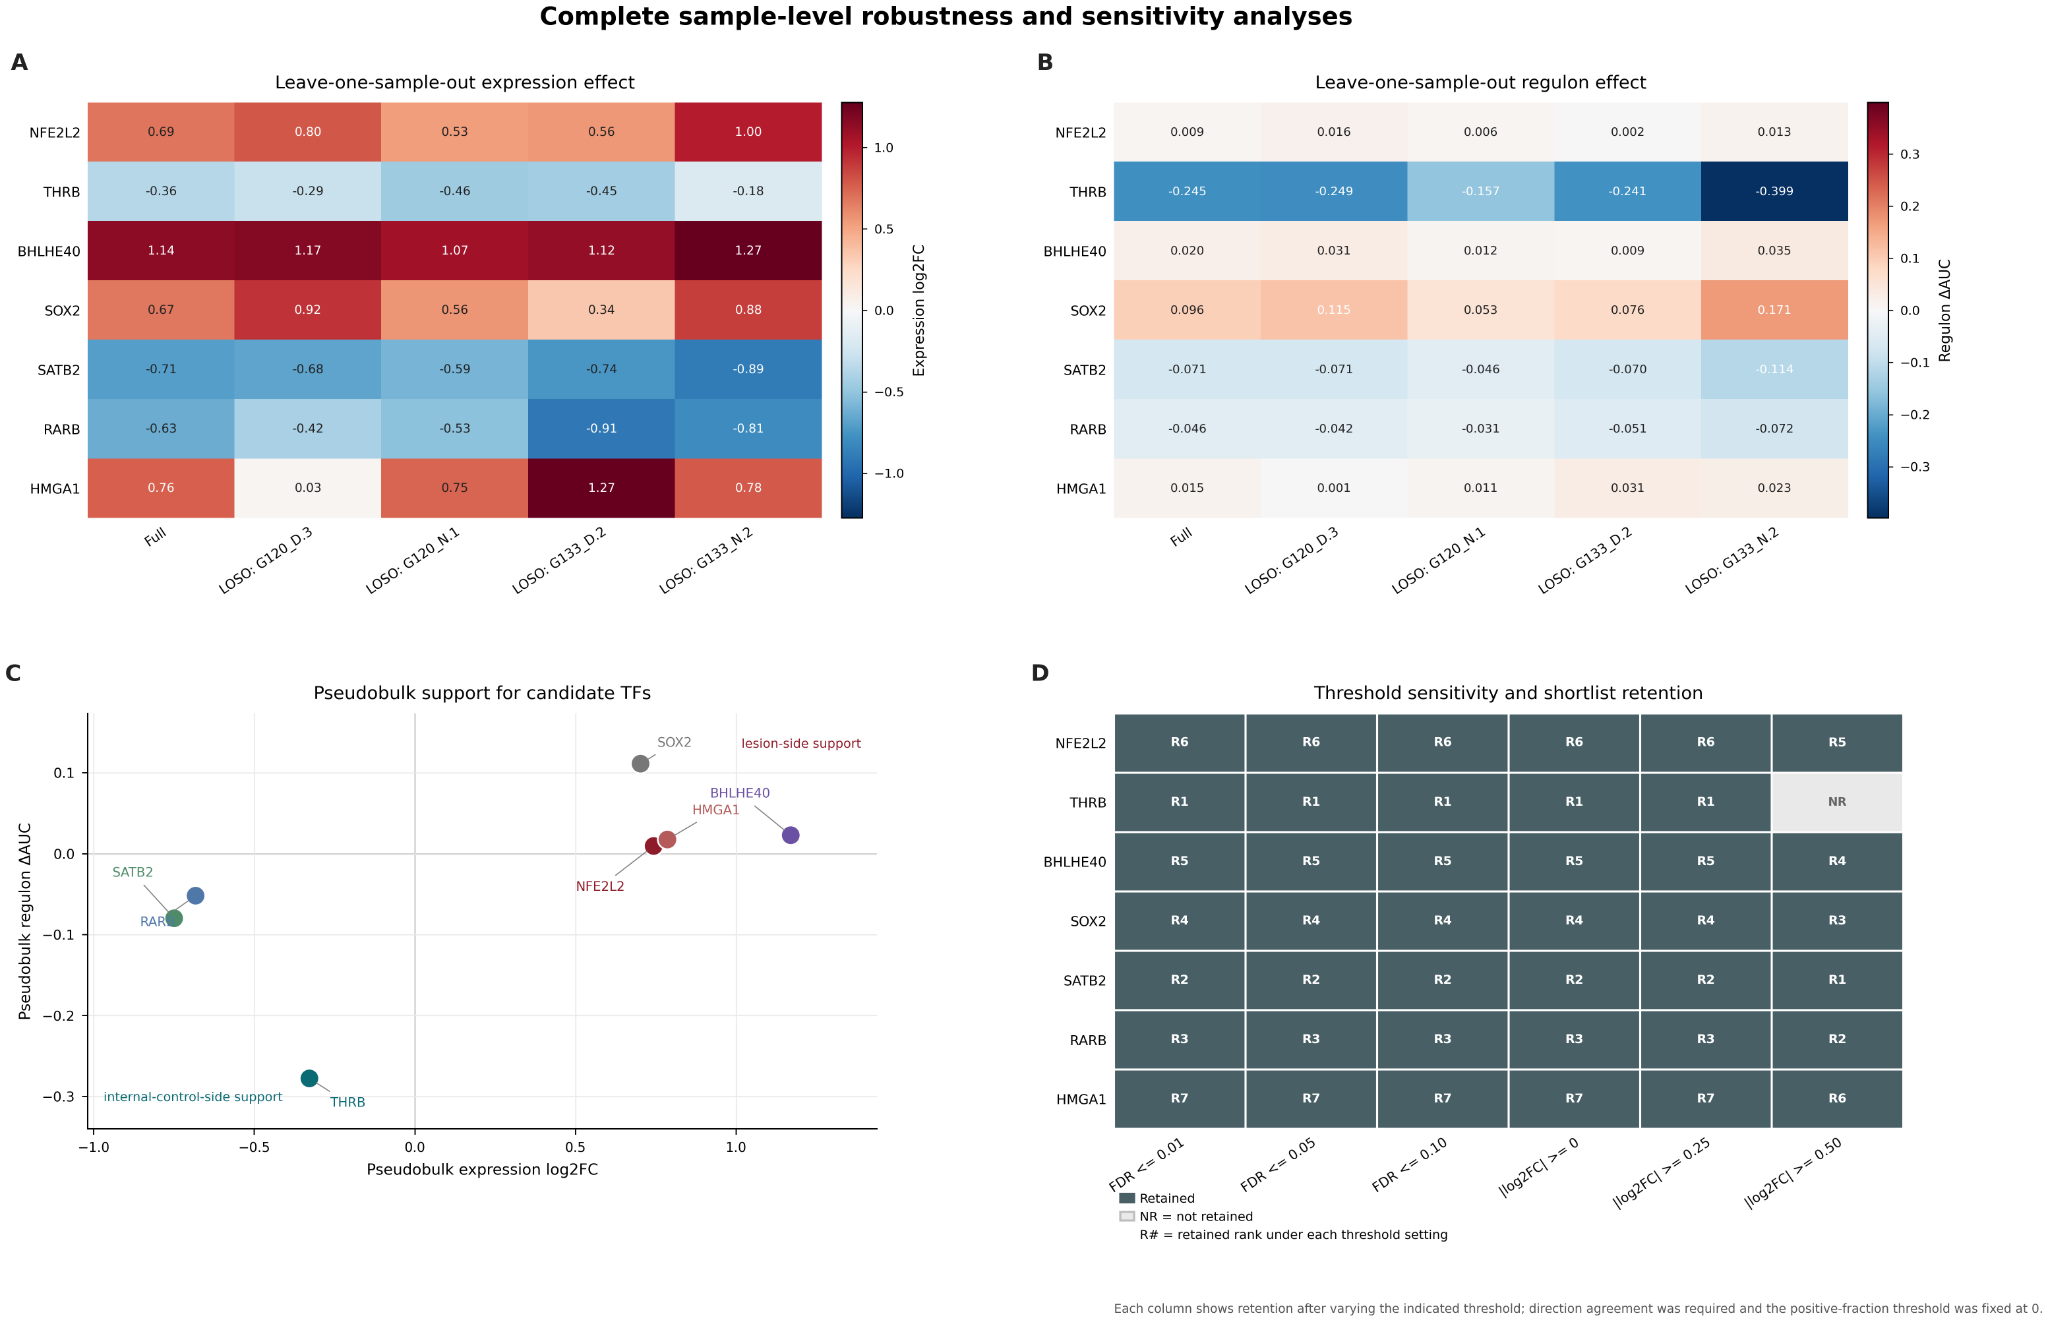 Complete sample-level robustness and sensitivity analyses
A
Leave-one-sample-out expression effect
NFE2L2 0.69 0.80 0.53 0.56 1.00
THRB -0.36 -0.29 -0.46 -0.45 -0.18
BHLHE40 1.14 1.17 1.07 1.12 1.27
SOX2 0.67 0.92 0.56 0.34 0.88
SATB2 -0.71 -0.68 -0.59 -0.74 -0.89
RARB -0.63 -0.42 -0.53 -0.91 -0.81
HMGA1 0.76 0.03 0.75 1.27 0.78
Full
LOSO: G120_D.3
LOSO: G120_N.1
LOSO: G133_D.2
LOSO: G133_N.2
1.0
0.5
0.0
−0.5
−1.0
Expression log2FC
B
Leave-one-sample-out regulon effect
NFE2L2 0.009 0.016 0.006 0.002 0.013
THRB -0.245 -0.249 -0.157 -0.241 -0.399
BHLHE40 0.020 0.031 0.012 0.009 0.035
SOX2 0.096 0.115 0.053 0.076 0.171
SATB2 -0.071 -0.071 -0.046 -0.070 -0.114
RARB -0.046 -0.042 -0.031 -0.051 -0.072
HMGA1 0.015 0.001 0.011 0.031 0.023
Full
LOSO: G120_D.3
LOSO: G120_N.1
LOSO: G133_D.2
LOSO: G133_N.2
0.3
0.2
0.1
0.0
−0.1
−0.2
−0.3
Regulon ΔAUC
C
Pseudobulk support for candidate TFs
Pseudobulk regulon ΔAUC
0.1
0.0
−0.1
−0.2
−0.3
SOX2
lesion-side support
BHLHE40
HMGA1
NFE2L2
SATB2
internal-control-side support
THRB
−1.0 −0.5 0.0 0.5 1.0
Pseudobulk expression log2FC
D
Threshold sensitivity and shortlist retention
NFE2L2 R6 R6 R6 R6 R6 R5
THRB R1 R1 R1 R1 R1 NR
BHLHE40 R5 R5 R5 R5 R5 R4
SOX2 R4 R4 R4 R4 R4 R3
SATB2 R2 R2 R2 R2 R2 R1
RARB R3 R3 R3 R3 R3 R2
HMGA1 R7 R7 R7 R7 R7 R6
FDR <= 0.01
FDR <= 0.05
FDR <= 0.10
|log2FC| >= 0
|log2FC| >= 0.25
|log2FC| >= 0.50
Retained
NR = not retained
R# = retained rank under each threshold setting
Each column shows retention after varying the indicated threshold; direction agreement was required and the positive-fraction threshold was fixed at 0.